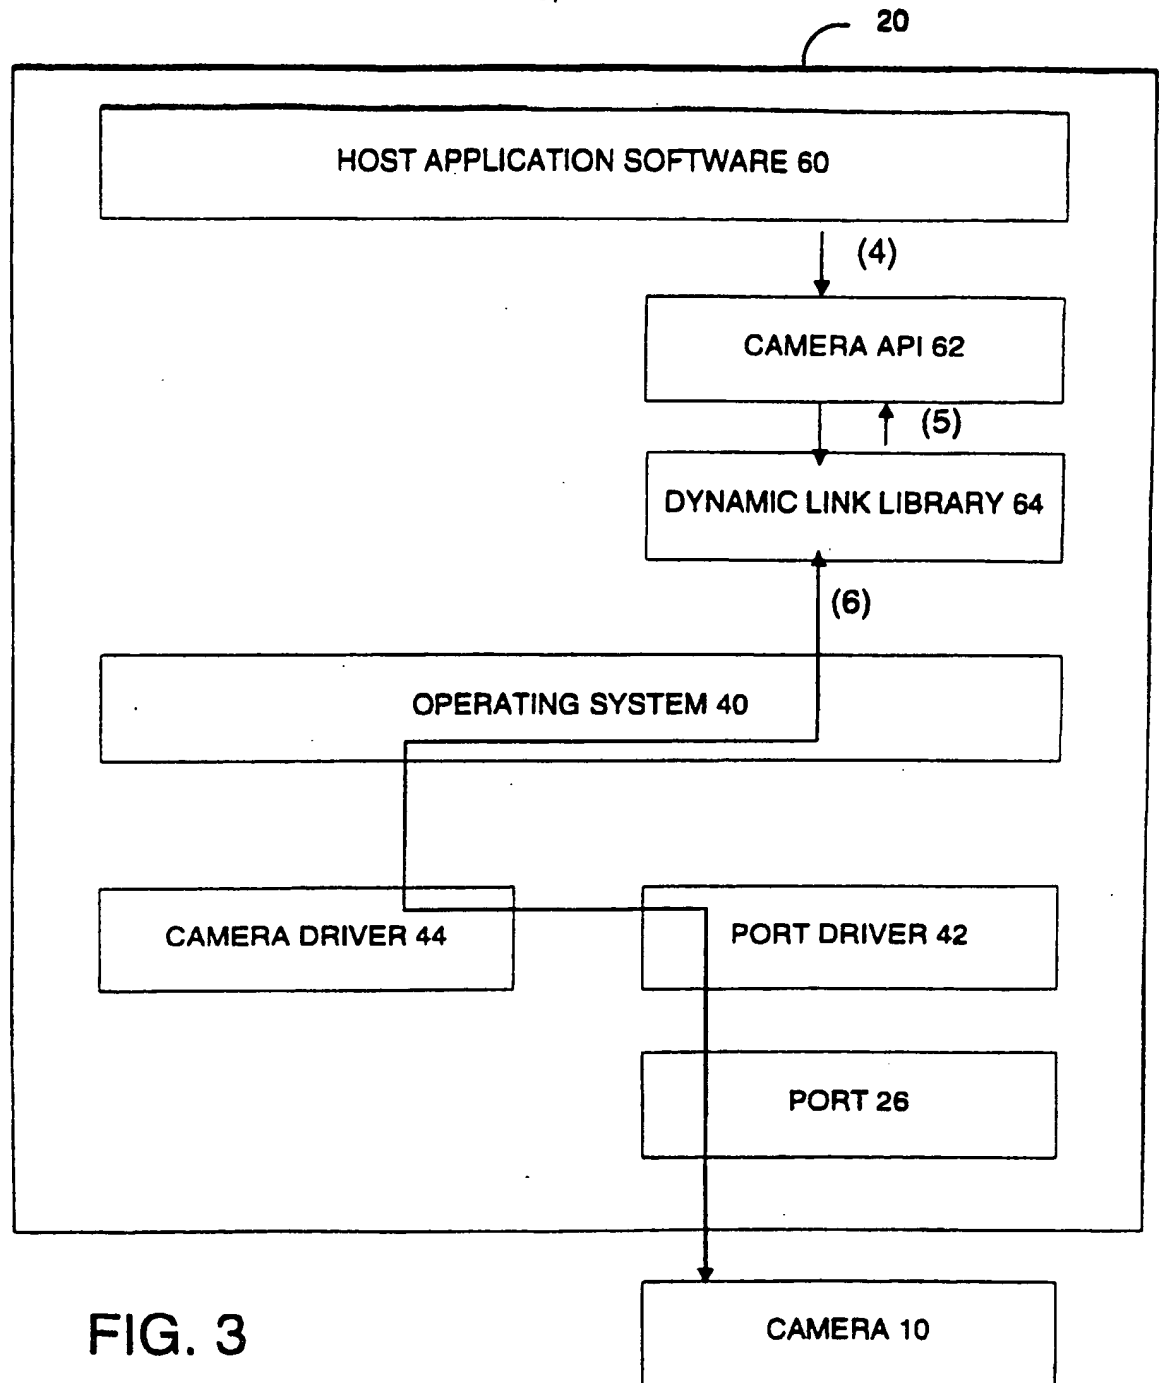 20
HOST APPLICATION SOFTWARE 60
(4)
CAMERA API 62
(5)
DYNAMIC LINK LIBRARY 64
(6)
OPERATING SYSTEM 40
CAMERA DRIVER 44
PORT DRIVER 42
PORT 26
FIG. 3
CAMERA 10